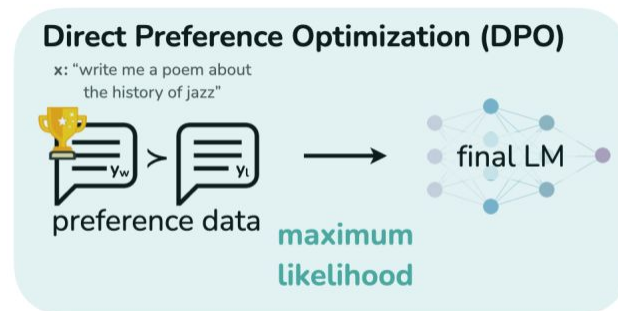 Direct Preference Optimization (DPO)
x: “write me a poem about
the history of jazz”
yw > yl
preference data
maximum
likelihood
final LM